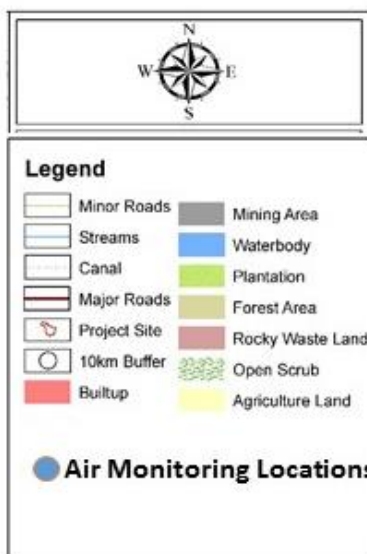 N
W E
S
Legend
Minor Roads
Streams
Canal
Major Roads
Project Site
10km Buffer
Builtup
Mining Area
Waterbody
Plantation
Forest Area
Rocky Waste Land
Open Scrub
Agriculture Land
Air Monitoring Locations